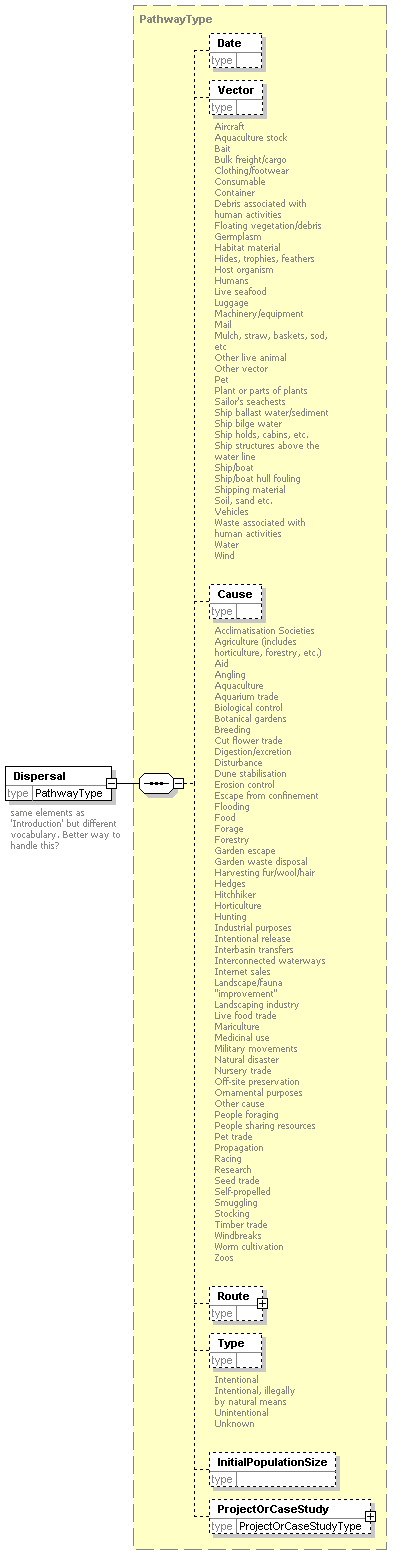 PathwayType
Date
type
Vector
type
Aircraft
Aquaculture stock
Bait
Bulk freight/cargo
Clothing/footwear
Consumable
Container
Debris associated with
human activities
Floating vegetation/debris
Germplasm
Habitat material
Hides, trophies, feathers
Host organism
Humans
Live seafood
Luggage
Machinery/equipment
Mail
Mulch, straw, baskets, sod,
etc
Other live animal
Other vector
Pet
Plant or parts of plants
Sailor's seachests
Ship ballast water/sediment
Ship bilge water
Ship holds, cabins, etc.
Ship structures above the
water line
Ship/boat
Ship/boat hull fouling
Shipping material
Soil, sand etc.
Vehicles
Waste associated with
human activities
Water
Wind
Cause
type
Acclimatisation Societies
Agriculture (includes
horticulture, forestry, etc.)
Aid
Angling
Aquaculture
Aquarium trade
Biological control
Botanical gardens
Breeding
Cut flower trade
Digestion/excretion
Disturbance
Dune stabilisation
Erosion control
Escape from confinement
Flooding
Food
Forage
Forestry
Garden escape
Garden waste disposal
Harvesting fur/wool/hair
Hedges
Hitchhiker
Horticulture
Hunting
Industrial purposes
Intentional release
Interbasin transfers
Interconnected waterways
Internet sales
Landscape/fauna
"improvement"
Landscaping industry
Live food trade
Mariculture
Medicinal use
Military movements
Natural disaster
Nursery trade
Off-site preservation
Ornamental purposes
Other cause
People foraging
People sharing resources
Pet trade
Propagation
Racing
Research
Seed trade
Self-propelled
Smuggling
Stocking
Timber trade
Windbreaks
Worm cultivation
Zoos
Dispersal
type PathwayType
same elements as
'Introduction' but different
vocabulary. Better way to
handle this?
Route
type
Type
type
Intentional
Intentional, illegally
by natural means
Unintentional
Unknown
InitialPopulationSize
type
ProjectOrCaseStudy
type ProjectOrCaseStudyType